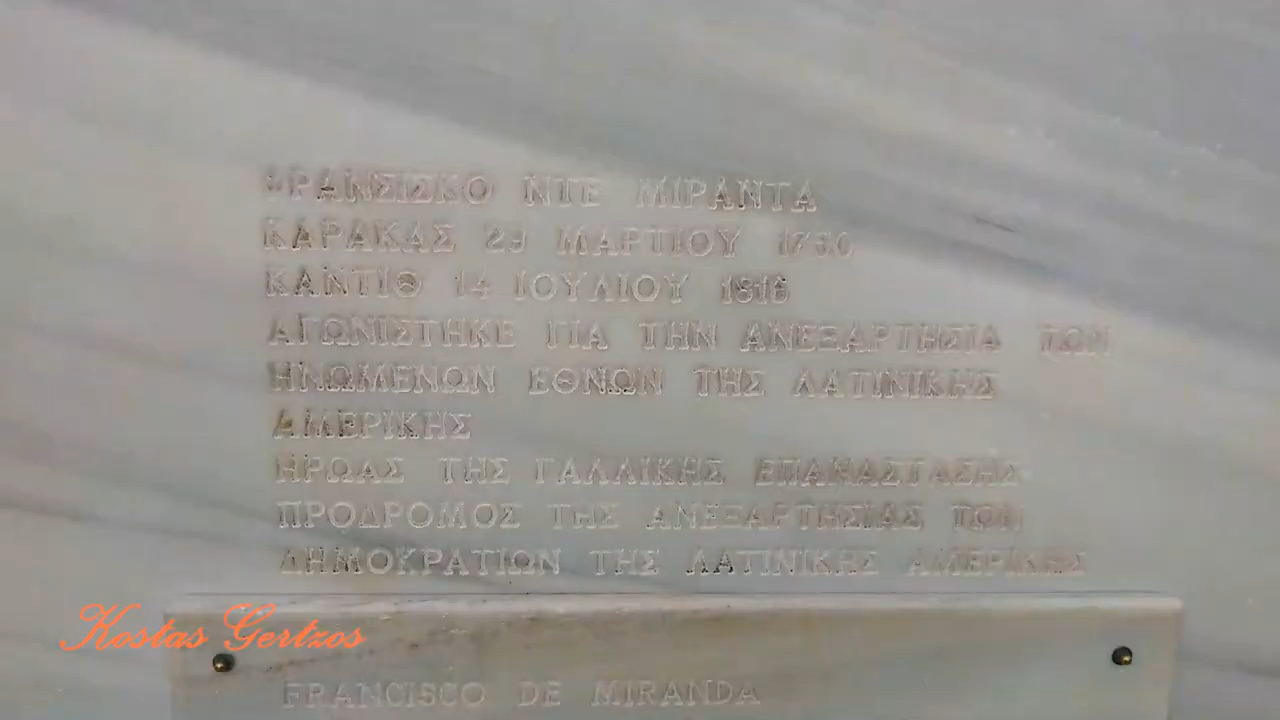 ΦΡΑΝΣΙΣΚΟ ΝΤΕ ΜΙΡΑΝΤΑ
ΚΑΡΑΚΑΣ 29 ΜΑΡΤΙΟΥ 1750
ΚΑΝΤΙΘ 14 ΙΟΥΛΙΟΥ 1816
ΑΓΩΝΙΣΤΗΚΕ ΓΙΑ ΤΗΝ ΑΝΕΞΑΡΤΗΣΙΑ ΤΩΝ
ΗΝΩΜΕΝΩΝ ΕΘΝΩΝ ΤΗΣ ΛΑΤΙΝΙΚΗΣ
ΑΜΕΡΙΚΗΣ
ΗΡΩΑΣ ΤΗΣ ΓΑΛΛΙΚΗΣ ΕΠΑΝΑΣΤΑΣΗΣ
ΠΡΟΔΡΟΜΟΣ ΤΗΣ ΑΝΕΞΑΡΤΗΣΙΑΣ ΤΩΝ
ΔΗΜΟΚΡΑΤΙΩΝ ΤΗΣ ΛΑΤΙΝΙΚΗΣ ΑΜΕΡΙΚΗΣ
Kostas Gertzos
FRANCISCO DE MIRANDA